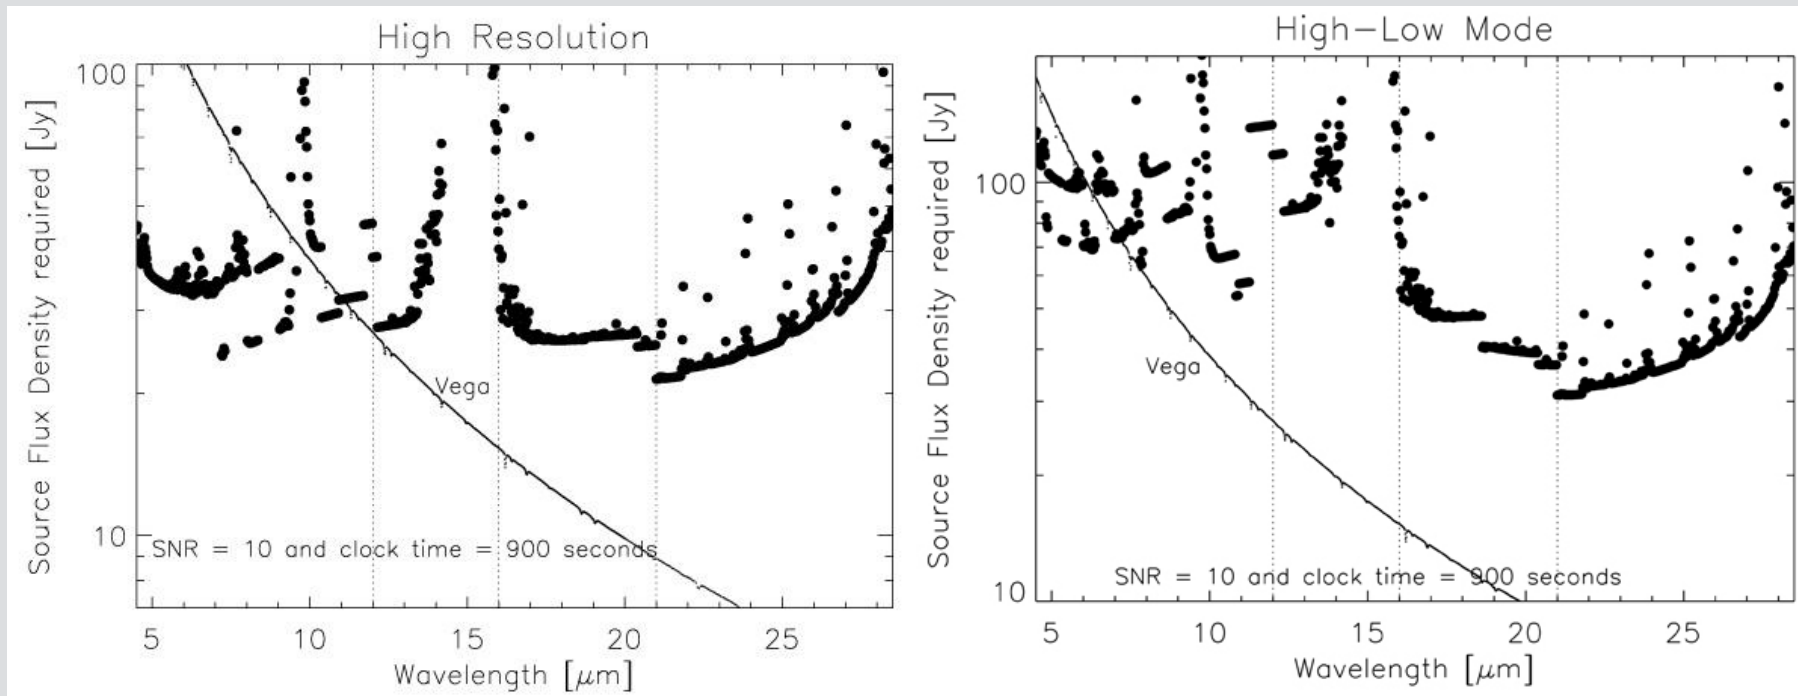 High Resolution
Source Flux Density required [Jy]
100
10
Vega
SNR = 10 and clock time = 900 seconds
5 10 15 20 25
Wavelength [μm]
High-Low Mode
Source Flux Density required [Jy]
100
10
Vega
SNR = 10 and clock time = 900 seconds
5 10 15 20 25
Wavelength [μm]